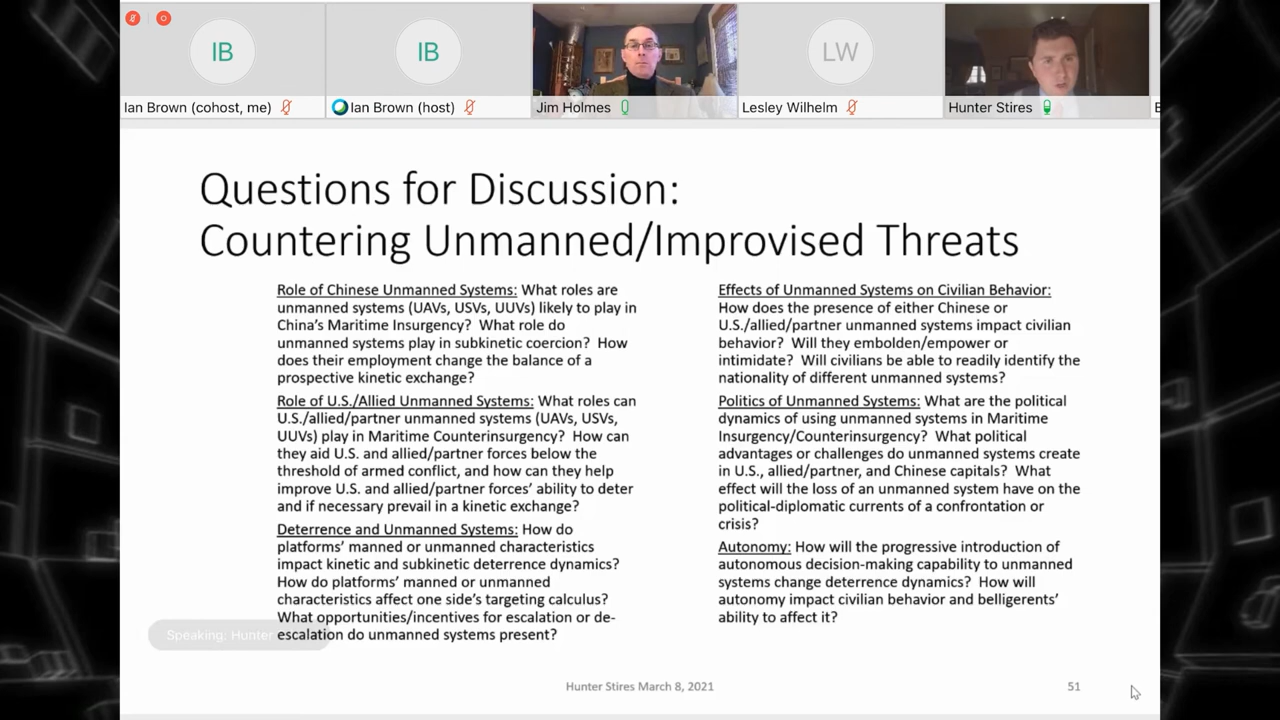 IB
IB
LW
Ian Brown (cohost, me)
Ian Brown (host)
Jim Holmes
Lesley Wilhelm
Hunter Stires
Questions for Discussion:
Countering Unmanned/Improvised Threats
Role of Chinese Unmanned Systems: What roles are
unmanned systems (UAVs, USVs, UUVs) likely to play in
China's Maritime Insurgency? What role do
unmanned systems play in subkinetic coercion? How
does their employment change the balance of a
prospective kinetic exchange?
Role of U.S./Allied Unmanned Systems: What roles can
U.S./allied/partner unmanned systems (UAVs, USVs,
UUVs) play in Maritime Counterinsurgency? How can
they aid U.S. and allied/partner forces below the
threshold of armed conflict, and how can they help
improve U.S. and allied/partner forces' ability to deter
and if necessary prevail in a kinetic exchange?
Deterrence and Unmanned Systems: How do
platforms' manned or unmanned characteristics
impact kinetic and subkinetic deterrence dynamics?
How do platforms' manned or unmanned
characteristics affect one side's targeting calculus?
What opportunities/incentives for escalation or de-
escalation do unmanned systems present?
Effects of Unmanned Systems on Civilian Behavior:
How does the presence of either Chinese or
U.S./allied/partner unmanned systems impact civilian
behavior? Will they embolden/empower or
intimidate? Will civilians be able to readily identify the
nationality of different unmanned systems?
Politics of Unmanned Systems: What are the political
dynamics of using unmanned systems in Maritime
Insurgency/Counterinsurgency? What political
advantages or challenges do unmanned systems create
in U.S., allied/partner, and Chinese capitals? What
effect will the loss of an unmanned system have on the
political-diplomatic currents of a confrontation or
crisis?
Autonomy: How will the progressive introduction of
autonomous decision-making capability to unmanned
systems change deterrence dynamics? How will
autonomy impact civilian behavior and belligerents'
ability to affect it?
Speaking: Hunter
Hunter Stires March 8, 2021
51